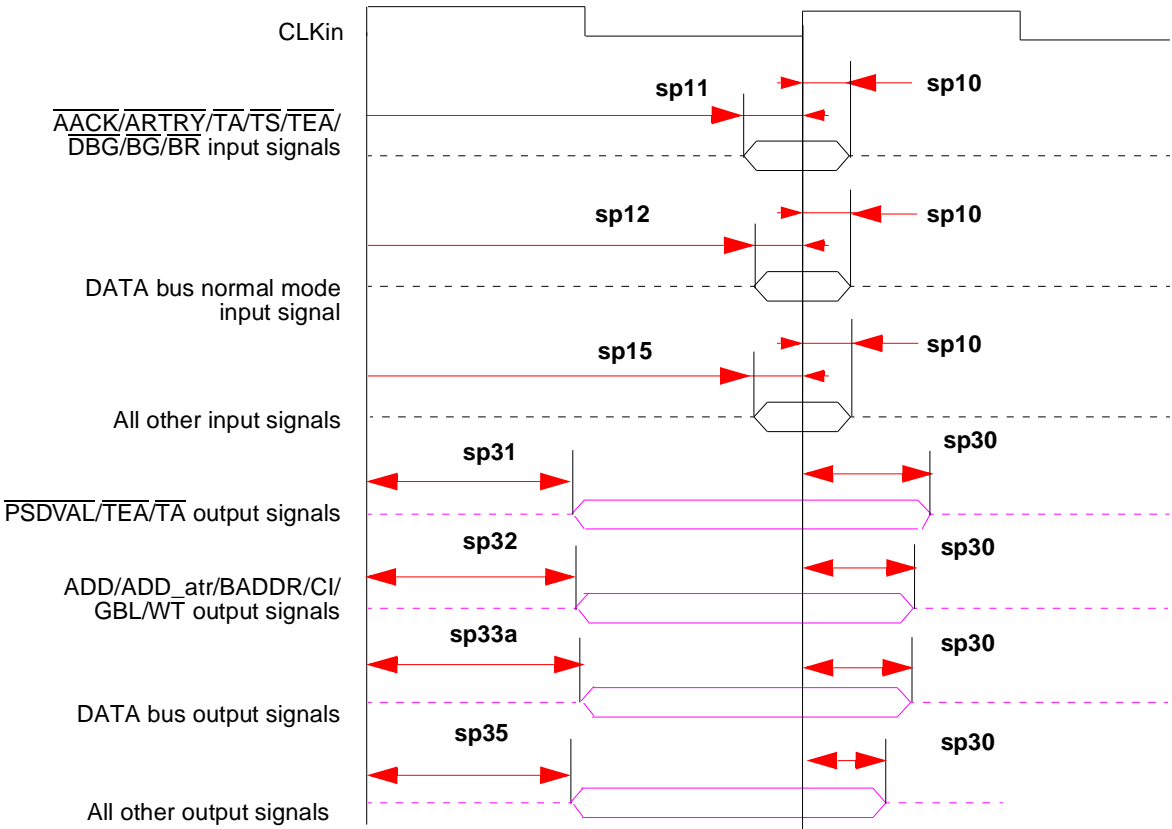 CLKin
sp11
sp10
AACK/ARTRY/TA/TS/TEA/
DBG/BG/BR input signals
sp12
sp10
DATA bus normal mode
input signal
sp15
sp10
All other input signals
sp31
sp30
PSDVAL/TEA/TA output signals
sp32
sp30
ADD/ADD_atr/BADDR/CI/
GBL/WT output signals
sp33a
sp30
DATA bus output signals
sp35
sp30
All other output signals